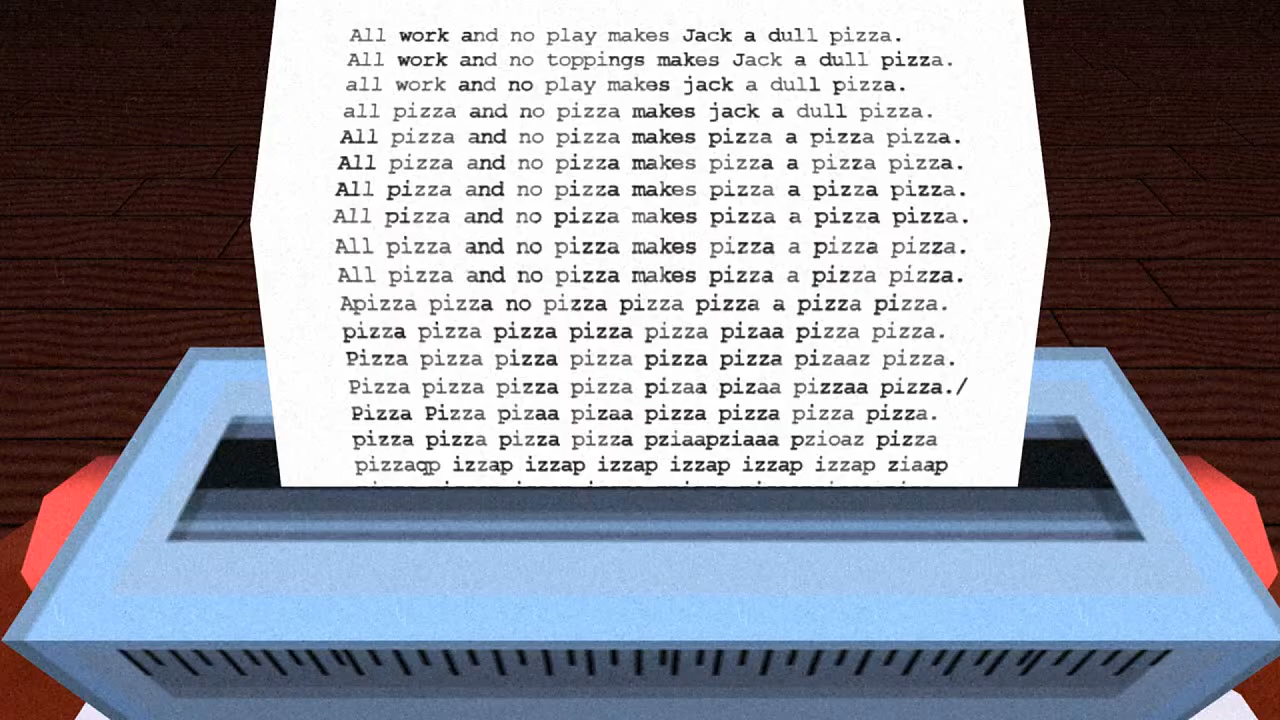 All work and no play makes Jack a dull pizza.
All work and no toppings makes Jack a dull pizza.
all work and no play makes jack a dull pizza.
all pizza and no pizza makes jack a dull pizza.
All pizza and no pizza makes pizza a pizza pizza.
All pizza and no pizza makes pizza a pizza pizza.
All pizza and no pizza makes pizza a pizza pizza.
All pizza and no pizza makes pizza a pizza pizza.
All pizza and no pizza makes pizza a pizza pizza.
All pizza and no pizza makes pizza a pizza pizza.
Apizza pizza no pizza pizza pizza a pizza pizza.
pizza pizza pizza pizza pizza pizaa pizza pizza.
Pizza pizza pizza pizza pizza pizza pizaaz pizza.
Pizza pizza pizza pizza pizaa pizaa pizzaa pizza./
Pizza Pizza pizaa pizaa pizza pizza pizza pizza.
pizza pizza pizza pizza pziaapziaaa pzioaz pizza
pizzaqp izzap izzap izzap izzap izzap izzap ziaap